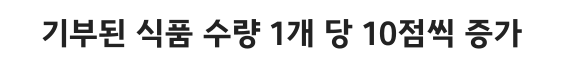 기부된 식품 수량 1개 당 10점씩 증가